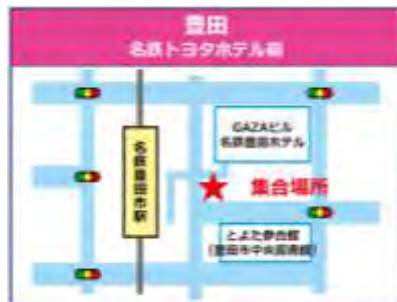 豊田
名鉄トヨタホテル前
GAZAビル
名鉄豊田ホテル
名鉄豊田市駅
集合場所
とよた参合館
(豊田市中央図書館)